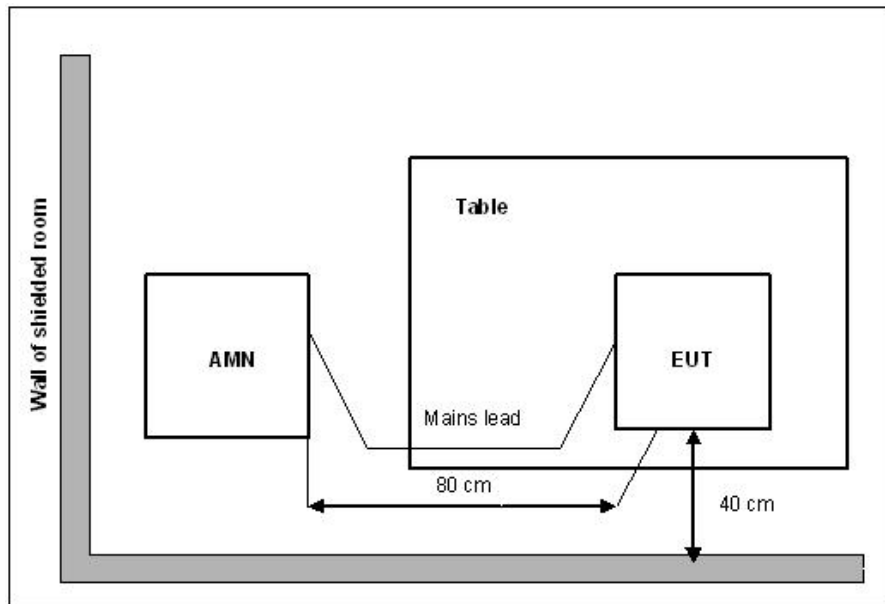 Wall of shielded room
Table
AMN
EUT
Mains lead
80 cm
40 cm